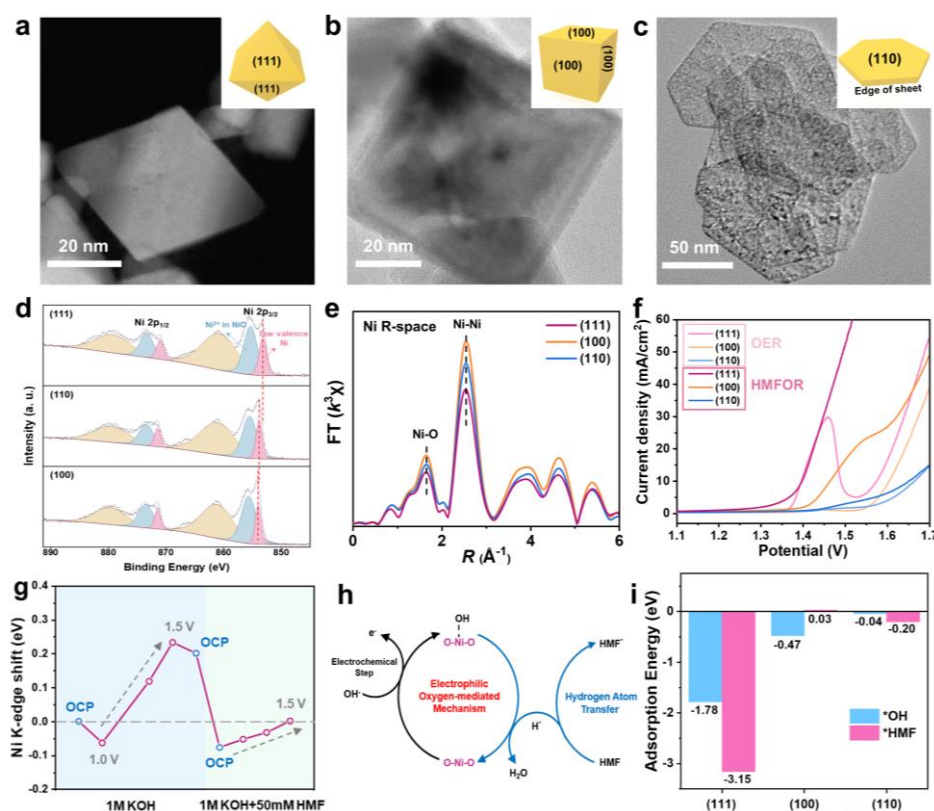 a
(111)
(111)
20 nm
b
(100)
(100)
(100)
20 nm
c
(110)
Edge of sheet
50 nm
d
(111)
Ni 2p1/2
Ni²⁺ in NiO
Ni 2p3/2
Low valence
Ni
(110)
(100)
Intensity (a. u.)
890 880 870 860 850
Binding Energy (eV)
e
Ni R-space
Ni-Ni
Ni-O
(111)
(100)
(110)
FT (k³χ)
0 1 2 3 4 5 6
R (Å⁻¹)
f
(111)
(100)
(110)
OER
(111)
(100)
(110)
HMFOR
Current density (mA/cm²)
60
50
40
30
20
10
0
1.1 1.2 1.3 1.4 1.5 1.6 1.7
Potential (V)
g
Ni K-edge shift (eV)
0.4
0.3
0.2
0.1
0.0
-0.1
-0.2
OCP
1.0 V
1.5 V
OCP
OCP
1.5 V
1M KOH
1M KOH+50mM HMF
h
e⁻
OH
O-Ni-O
HMF⁻
Electrochemical
Step
OH⁻
Electrophilic
Oxygen-mediated
Mechanism
Hydrogen Atom
Transfer
O-Ni-O
H₂O
HMF
i
Adsorption Energy (eV)
0
-1
-2
-3
-1.78
-3.15
-0.47
0.03
-0.04
-0.20
*OH
*HMF
(111) (100) (110)